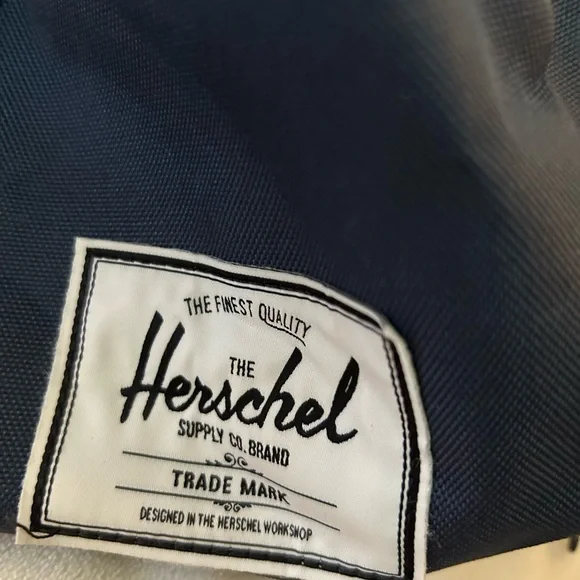 THE FINEST QUALITY
THE
Herschel
SUPPLY CO. BRAND
TRADE MARK
DESIGNED IN THE HERSCHEL WORKSHOP